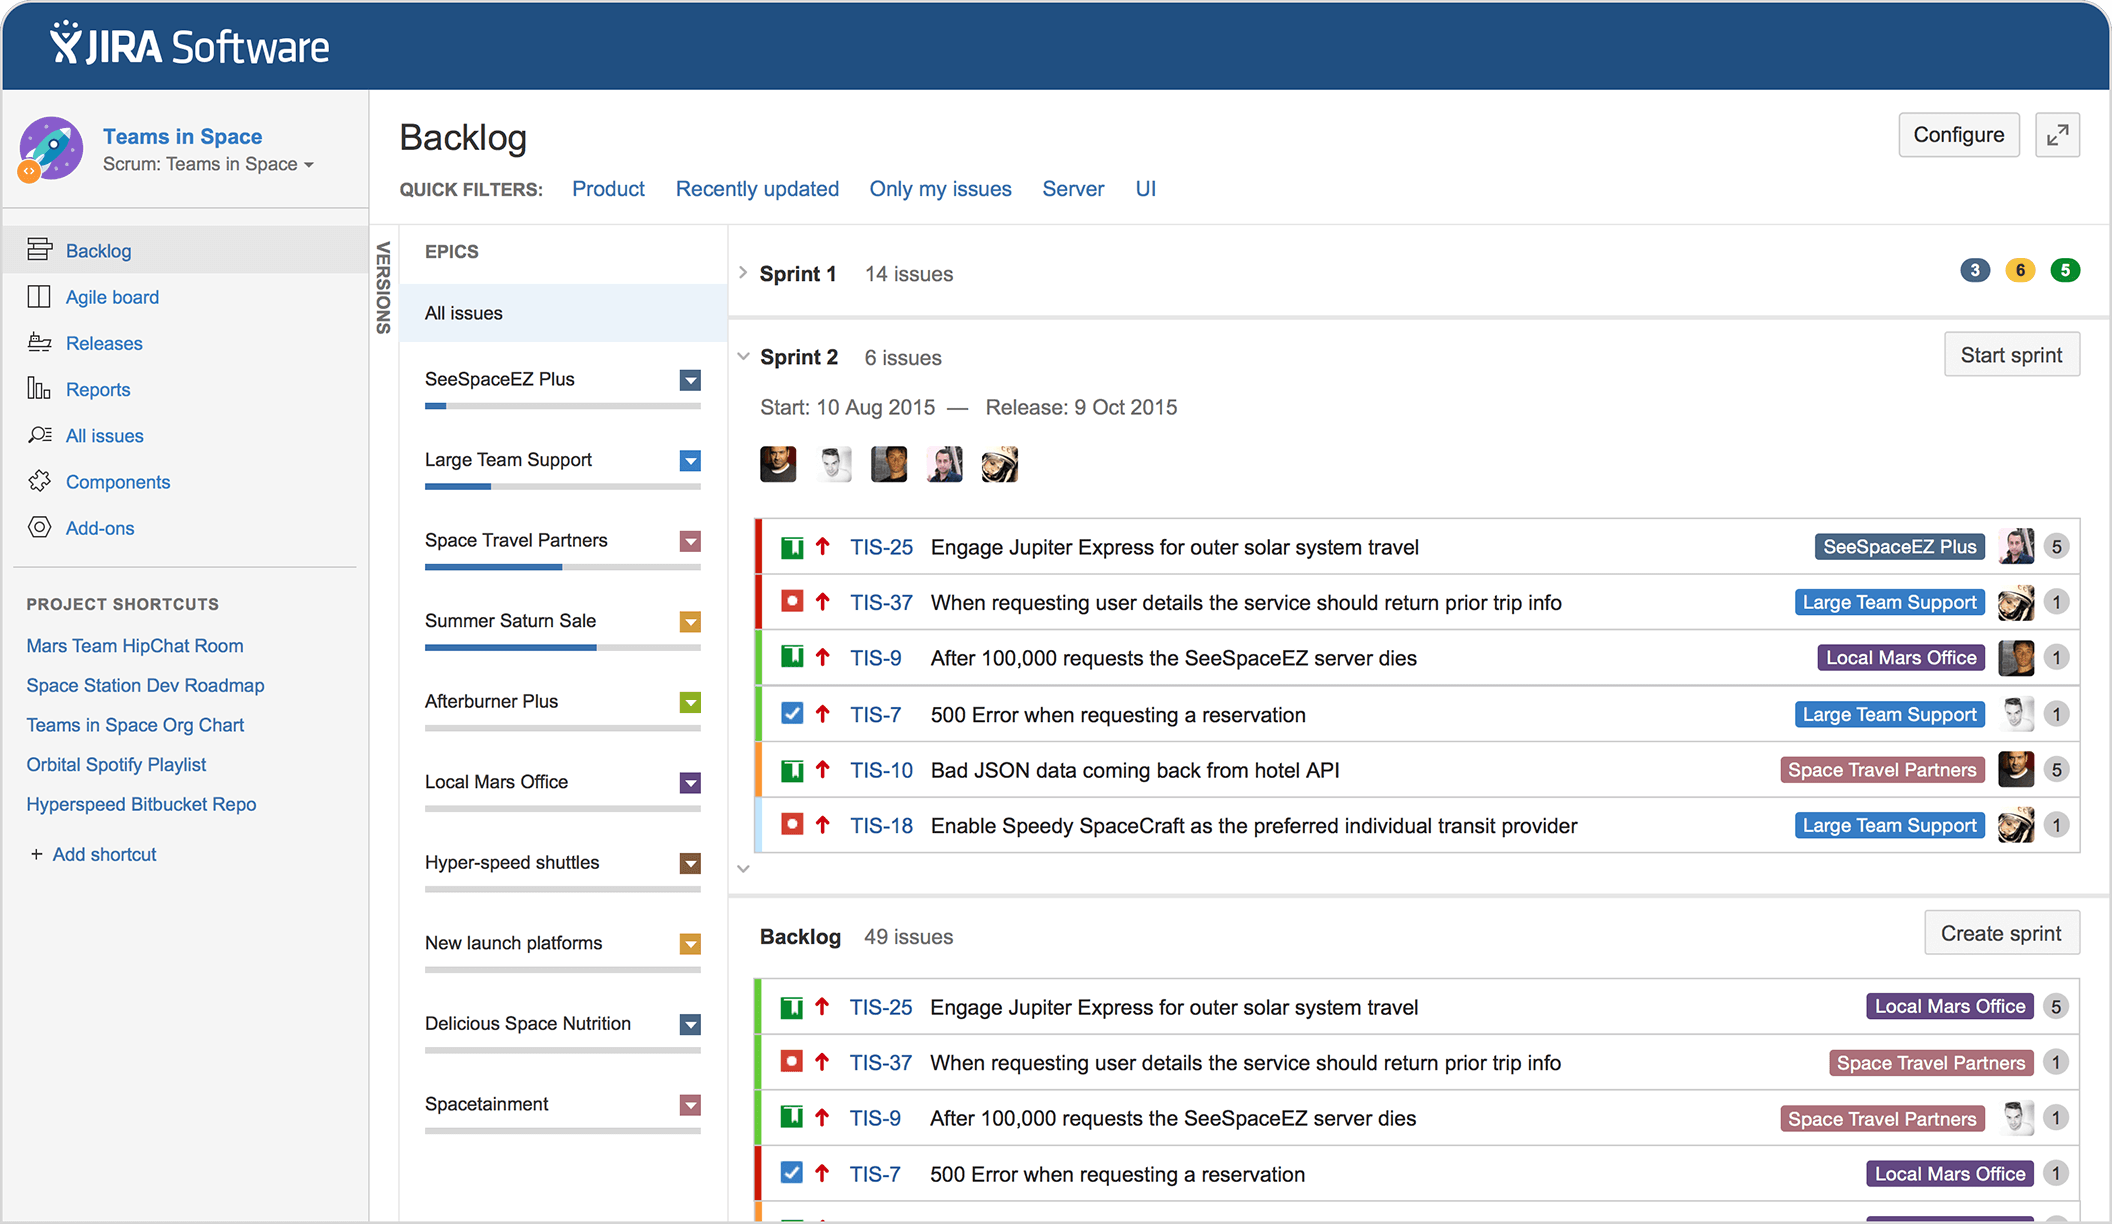 JIRA Software
Teams in Space
Scrum: Teams in Space
Backlog
Agile board
Releases
Reports
All issues
Components
Add-ons
PROJECT SHORTCUTS
Mars Team HipChat Room
Space Station Dev Roadmap
Teams in Space Org Chart
Orbital Spotify Playlist
Hyperspeed Bitbucket Repo
+ Add shortcut
Backlog
Configure
QUICK FILTERS: Product Recently updated Only my issues Server UI
VERSIONS
EPICS
All issues
SeeSpaceEZ Plus
Large Team Support
Space Travel Partners
Summer Saturn Sale
Afterburner Plus
Local Mars Office
Hyper-speed shuttles
New launch platforms
Delicious Space Nutrition
Spacetainment
Sprint 1 14 issues 3 6 5
Sprint 2 6 issues Start sprint
Start: 10 Aug 2015 — Release: 9 Oct 2015
TIS-25 Engage Jupiter Express for outer solar system travel SeeSpaceEZ Plus 5
TIS-37 When requesting user details the service should return prior trip info Large Team Support 1
TIS-9 After 100,000 requests the SeeSpaceEZ server dies Local Mars Office 1
TIS-7 500 Error when requesting a reservation Large Team Support 1
TIS-10 Bad JSON data coming back from hotel API Space Travel Partners 5
TIS-18 Enable Speedy SpaceCraft as the preferred individual transit provider Large Team Support 1
Backlog 49 issues Create sprint
TIS-25 Engage Jupiter Express for outer solar system travel Local Mars Office 5
TIS-37 When requesting user details the service should return prior trip info Space Travel Partners 1
TIS-9 After 100,000 requests the SeeSpaceEZ server dies Space Travel Partners 1
TIS-7 500 Error when requesting a reservation Local Mars Office 1